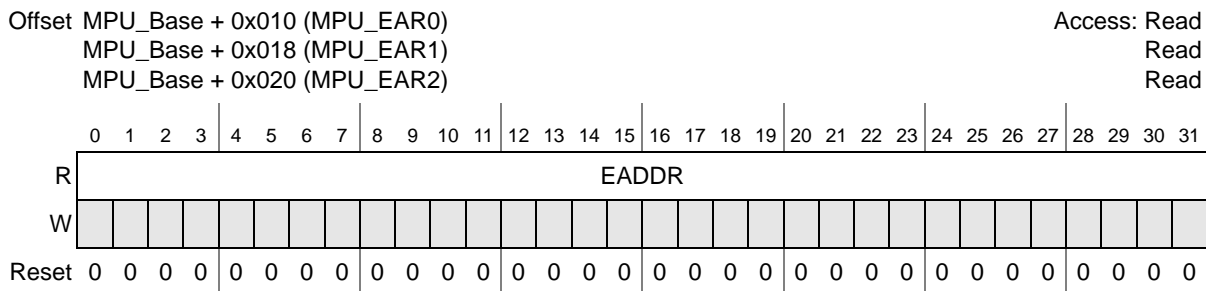 Offset MPU_Base + 0x010 (MPU_EAR0) Access: Read
MPU_Base + 0x018 (MPU_EAR1) Read
MPU_Base + 0x020 (MPU_EAR2) Read
0 1 2 3 4 5 6 7 8 9 10 11 12 13 14 15 16 17 18 19 20 21 22 23 24 25 26 27 28 29 30 31
R EADDR
W
Reset 0 0 0 0 0 0 0 0 0 0 0 0 0 0 0 0 0 0 0 0 0 0 0 0 0 0 0 0 0 0 0 0